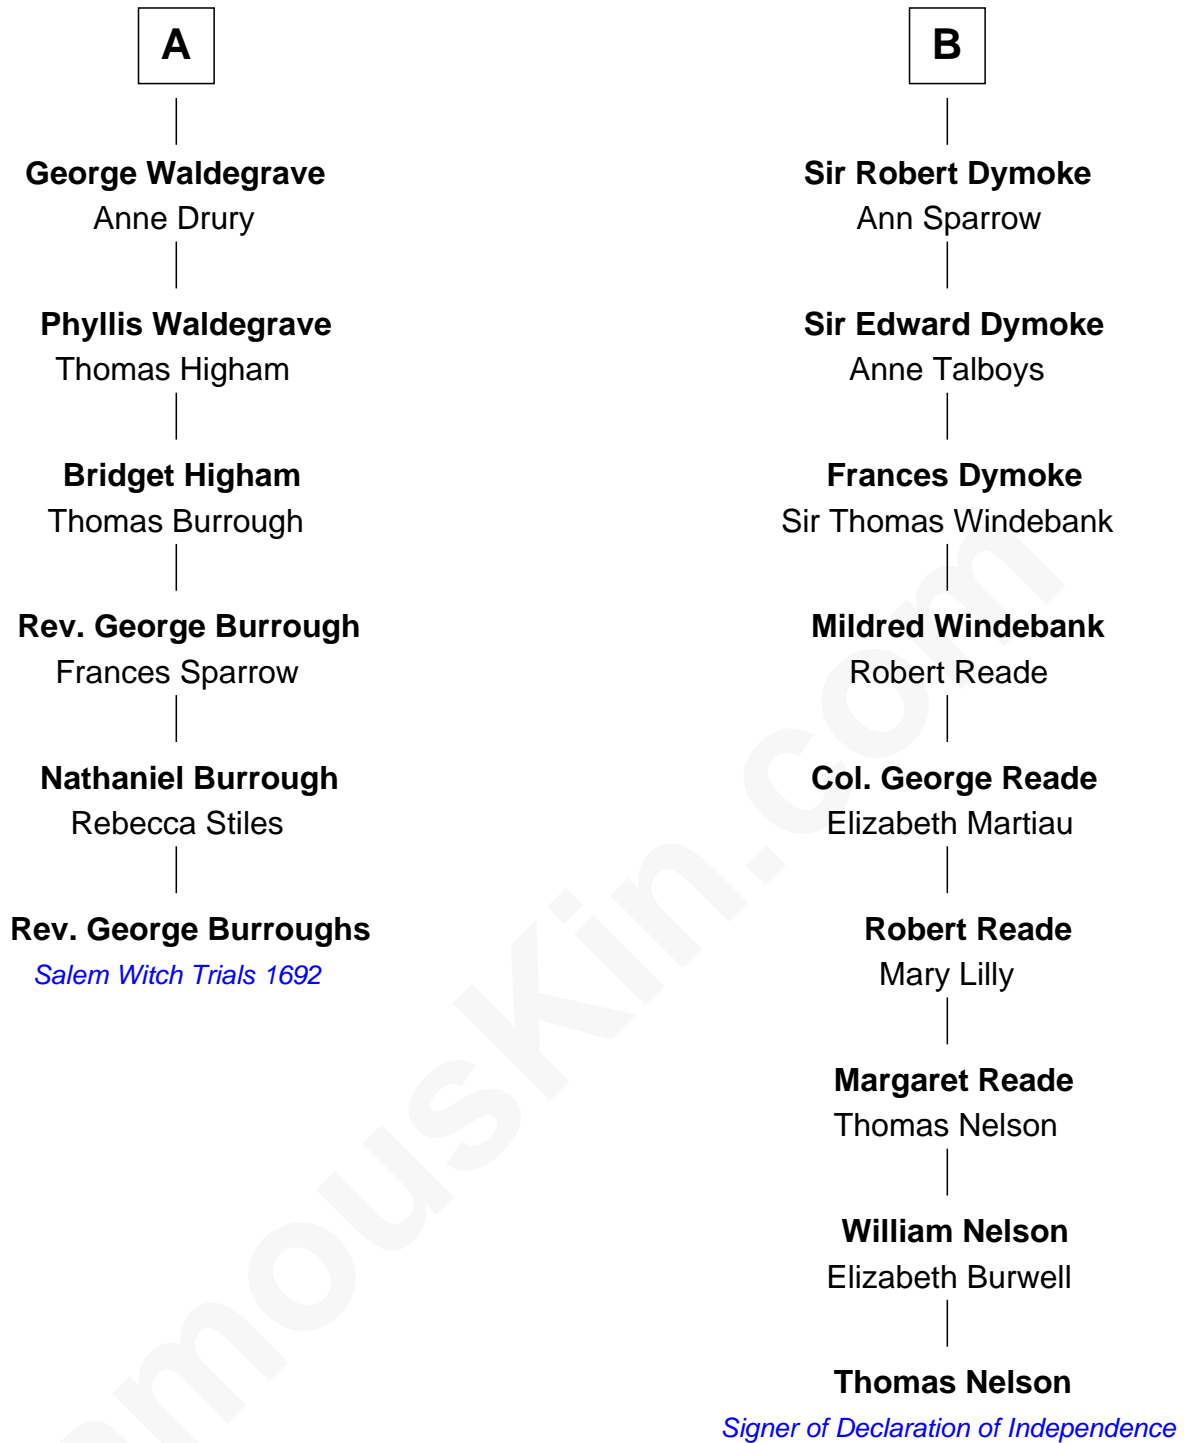 A
George Waldegrave
Anne Drury
Phyllis Waldegrave
Thomas Higham
Bridget Higham
Thomas Burrough
Rev. George Burrough
Frances Sparrow
Nathaniel Burrough
Rebecca Stiles
Rev. George Burroughs
Salem Witch Trials 1692
B
Sir Robert Dymoke
Ann Sparrow
Sir Edward Dymoke
Anne Talboys
Frances Dymoke
Sir Thomas Windebank
Mildred Windebank
Robert Reade
Col. George Reade
Elizabeth Martiau
Robert Reade
Mary Lilly
Margaret Reade
Thomas Nelson
William Nelson
Elizabeth Burwell
Thomas Nelson
Signer of Declaration of Independence
amouskin.com